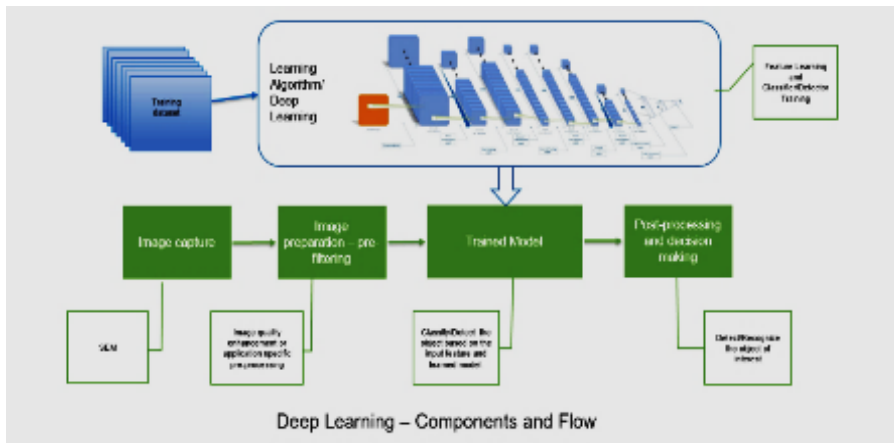 Training
dataset
Learning
Algorithm/
Deep
Learning
Feature Learning
and
Classifier/Detector
Training
Image capture
Image
preparation – pre-
filtering
Trained Model
Post-processing
and decision
making
SEM
Image quality
enhancement or
application specific
pre-processing
Classify/Detect the
object based on the
input feature and
learned model
Detect/Recognize
the object of
interest
Deep Learning – Components and Flow